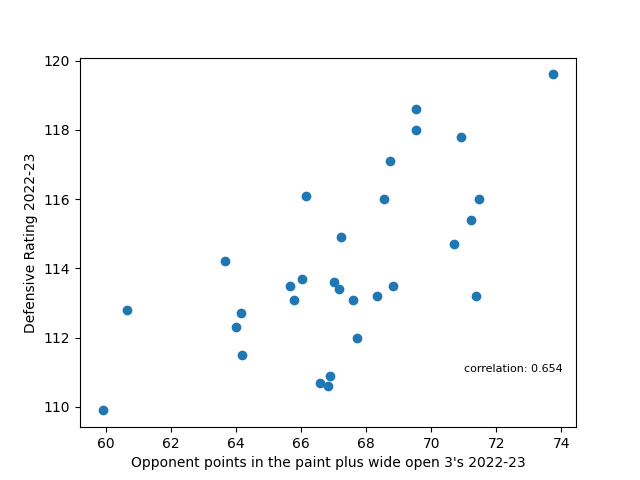 120
118
116
114
112
110
Defensive Rating 2022-23
correlation: 0.654
60 62 64 66 68 70 72 74
Opponent points in the paint plus wide open 3's 2022-23